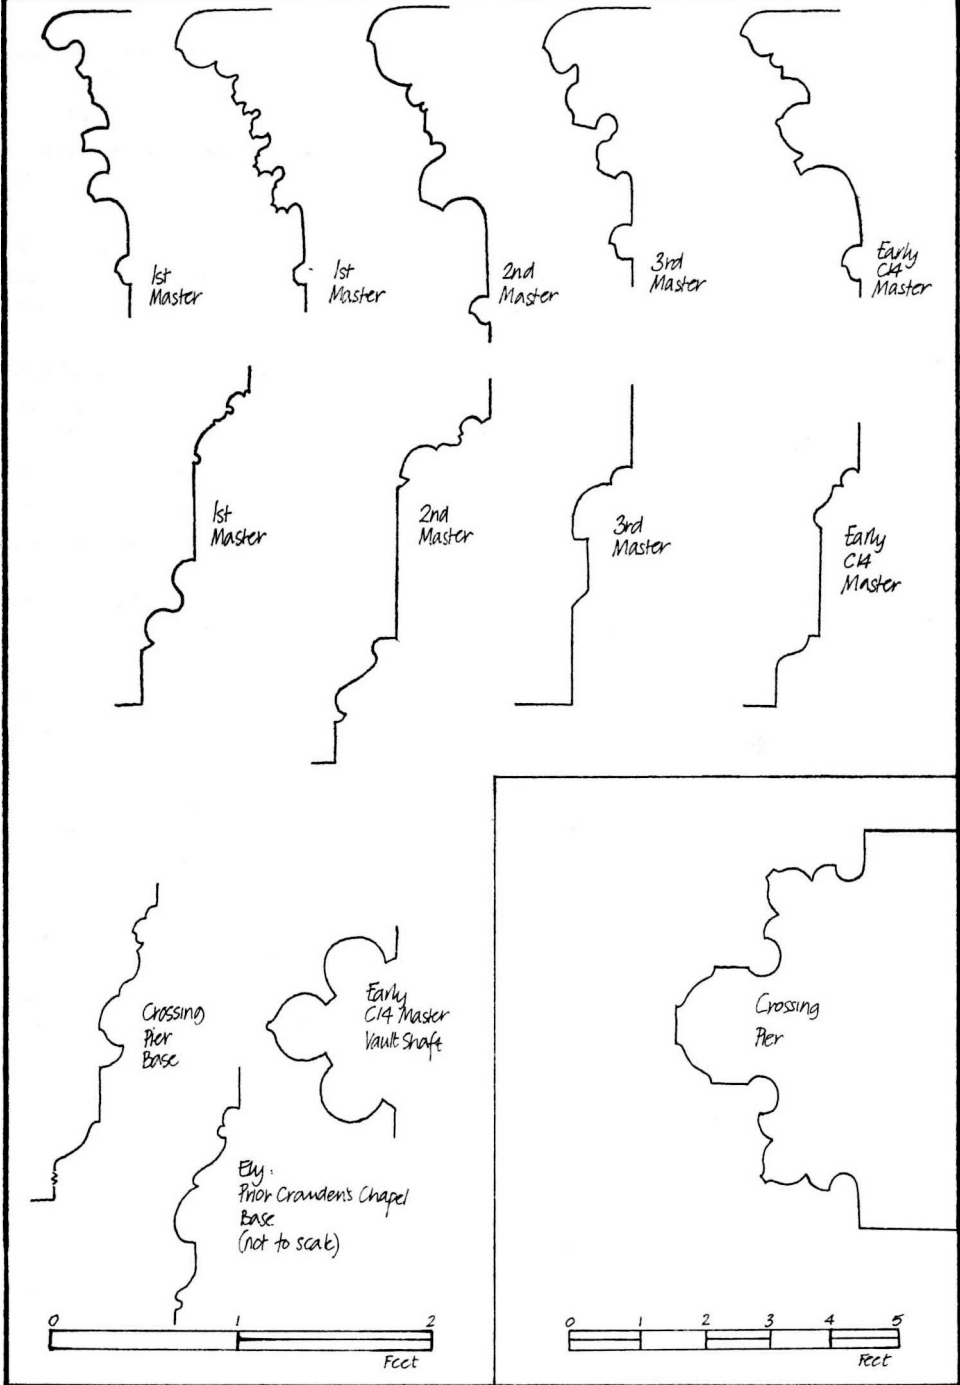 1st
Master
1st
Master
2nd
Master
3rd
Master
Early
C14
Master
1st
Master
2nd
Master
3rd
Master
Early
C14
Master
Crossing
Pier
Base
Early
C14 Master
Vault Shaft
Crossing
Pier
Ely:
Prior Crauden's Chapel
Base
(not to scale)
0 1 2
Feet
0 1 2 3 4 5
Feet